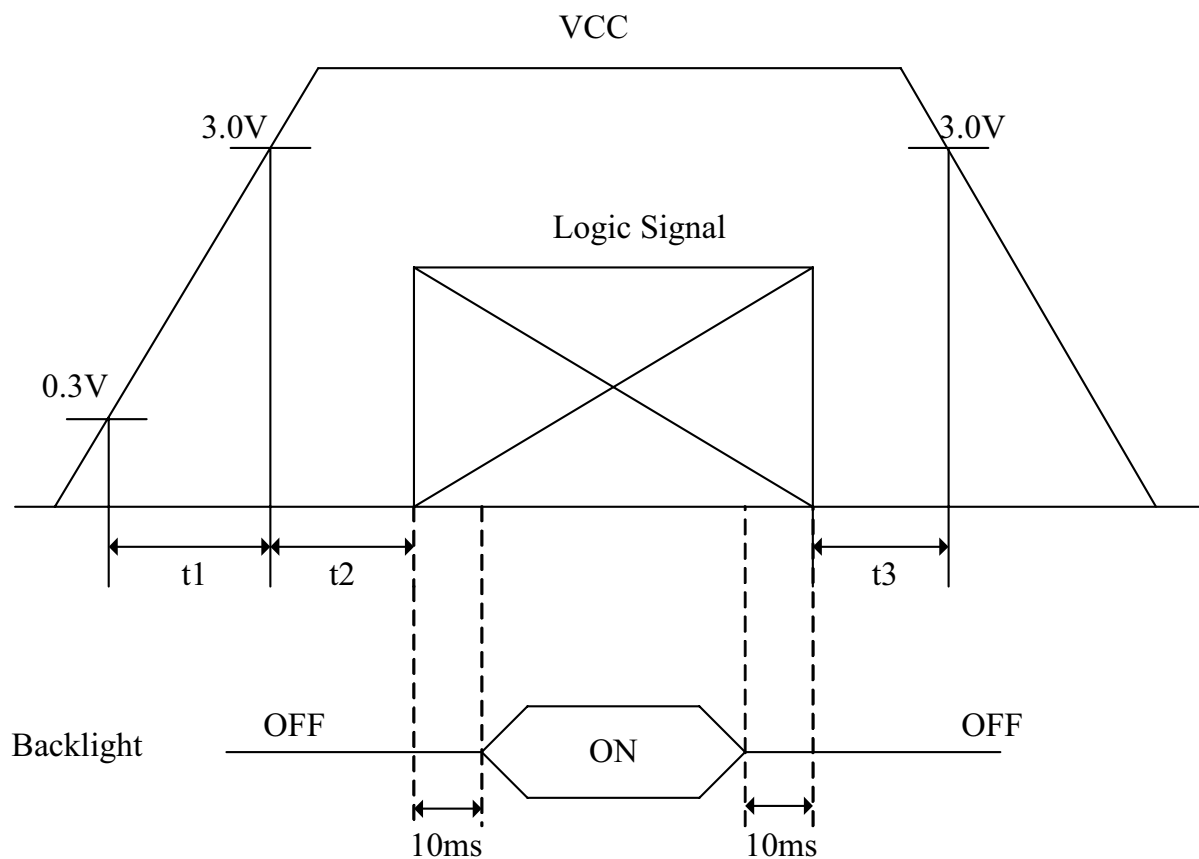 VCC
3.0V
3.0V
Logic Signal
0.3V
t1
t2
t3
OFF
OFF
Backlight
ON
10ms
10ms